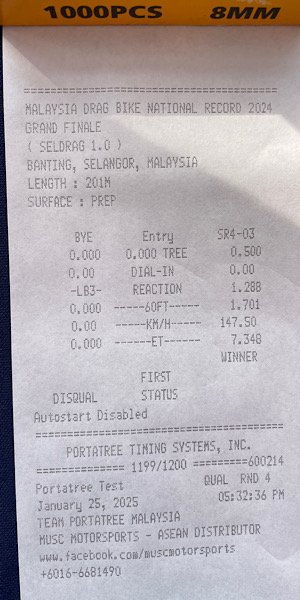 1000PCS 8MM
========================================
MALAYSIA DRAG BIKE NATIONAL RECORD 2024
GRAND FINALE
( SELDRAG 1.0 )
BANTING, SELANGOR, MALAYSIA
LENGTH : 201M
SURFACE : PREP
BYE Entry SR4-03
0.000 0.000 TREE 0.500
0.00 DIAL-IN 0.00
-LB3- REACTION 1.288
0.000 ------60FT------ 1.701
0.00 ------KM/H------ 147.50
0.000 -------ET------- 7.348
WINNER
FIRST
DISQUAL STATUS
Autostart Disabled
========================================
PORTATREE TIMING SYSTEMS, INC.
============= 1199/1200 =========600214
Portatree Test QUAL RND 4
January 25, 2025 05:32:36 PM
TEAM PORTATREE MALAYSIA
MUSC MOTORSPORTS - ASEAN DISTRIBUTOR
www.facebook.com/muscmotorsports
+6016-6681490